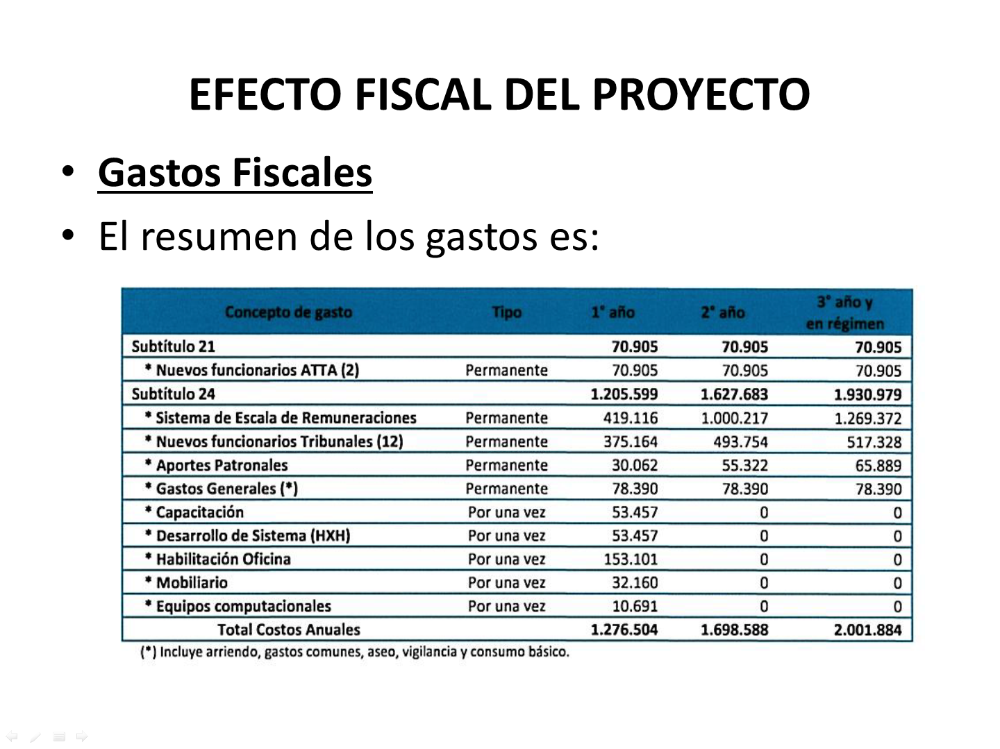 EFECTO FISCAL DEL PROYECTO
• Gastos Fiscales
• El resumen de los gastos es:
Concepto de gasto Tipo 1° año 2° año 3° año y en régimen
Subtítulo 21 70.905 70.905 70.905
* Nuevos funcionarios ATTA (2) Permanente 70.905 70.905 70.905
Subtítulo 24 1.205.599 1.627.683 1.930.979
* Sistema de Escala de Remuneraciones Permanente 419.116 1.000.217 1.269.372
* Nuevos funcionarios Tribunales (12) Permanente 375.164 493.754 517.328
* Aportes Patronales Permanente 30.062 55.322 65.889
* Gastos Generales (*) Permanente 78.390 78.390 78.390
* Capacitación Por una vez 53.457 0 0
* Desarrollo de Sistema (HXH) Por una vez 53.457 0 0
* Habilitación Oficina Por una vez 153.101 0 0
* Mobiliario Por una vez 32.160 0 0
* Equipos computacionales Por una vez 10.691 0 0
Total Costos Anuales 1.276.504 1.698.588 2.001.884
(*) Incluye arriendo, gastos comunes, aseo, vigilancia y consumo básico.